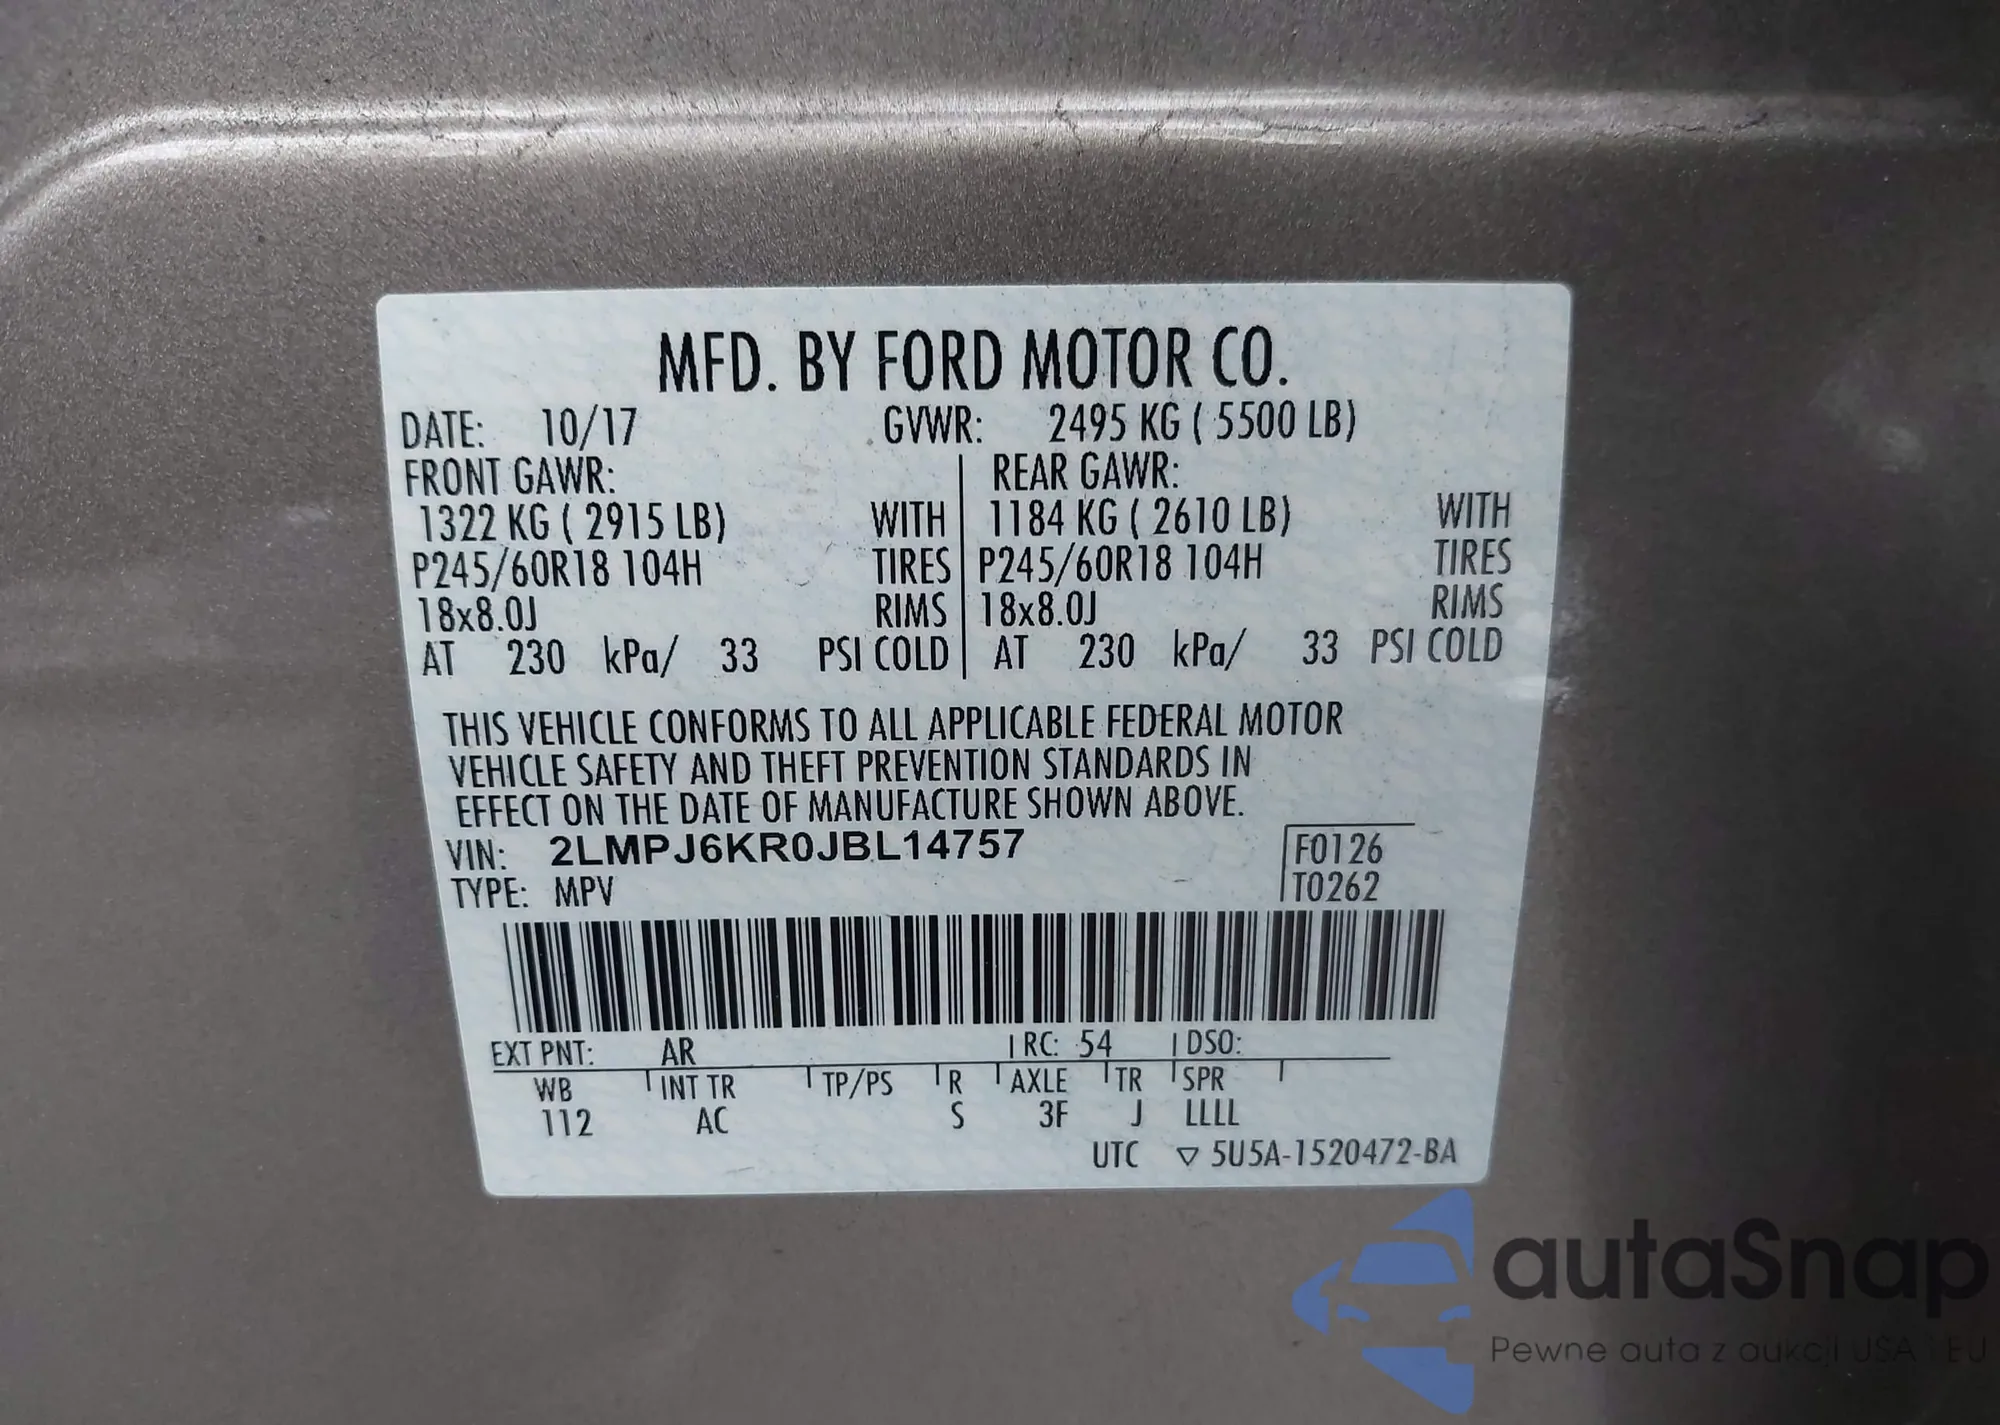 MFD. BY FORD MOTOR CO.
DATE: 10/17 GVWR: 2495 KG ( 5500 LB)
FRONT GAWR: REAR GAWR:
1322 KG ( 2915 LB) WITH 1184 KG ( 2610 LB) WITH
P245/60R18 104H TIRES P245/60R18 104H TIRES
18x8.0J RIMS 18x8.0J RIMS
AT 230 kPa/ 33 PSI COLD AT 230 kPa/ 33 PSI COLD
THIS VEHICLE CONFORMS TO ALL APPLICABLE FEDERAL MOTOR
VEHICLE SAFETY AND THEFT PREVENTION STANDARDS IN
EFFECT ON THE DATE OF MANUFACTURE SHOWN ABOVE.
VIN: 2LMPJ6KR0JBL14757 F0126
TYPE: MPV T0262
EXT PNT: AR RC: 54 DSO:
WB INT TR TP/PS R AXLE TR SPR
112 AC S 3F J LLLL
UTC ▽ 5U5A-1520472-BA
autaSnap
Pewne auta z aukcji USA i EU